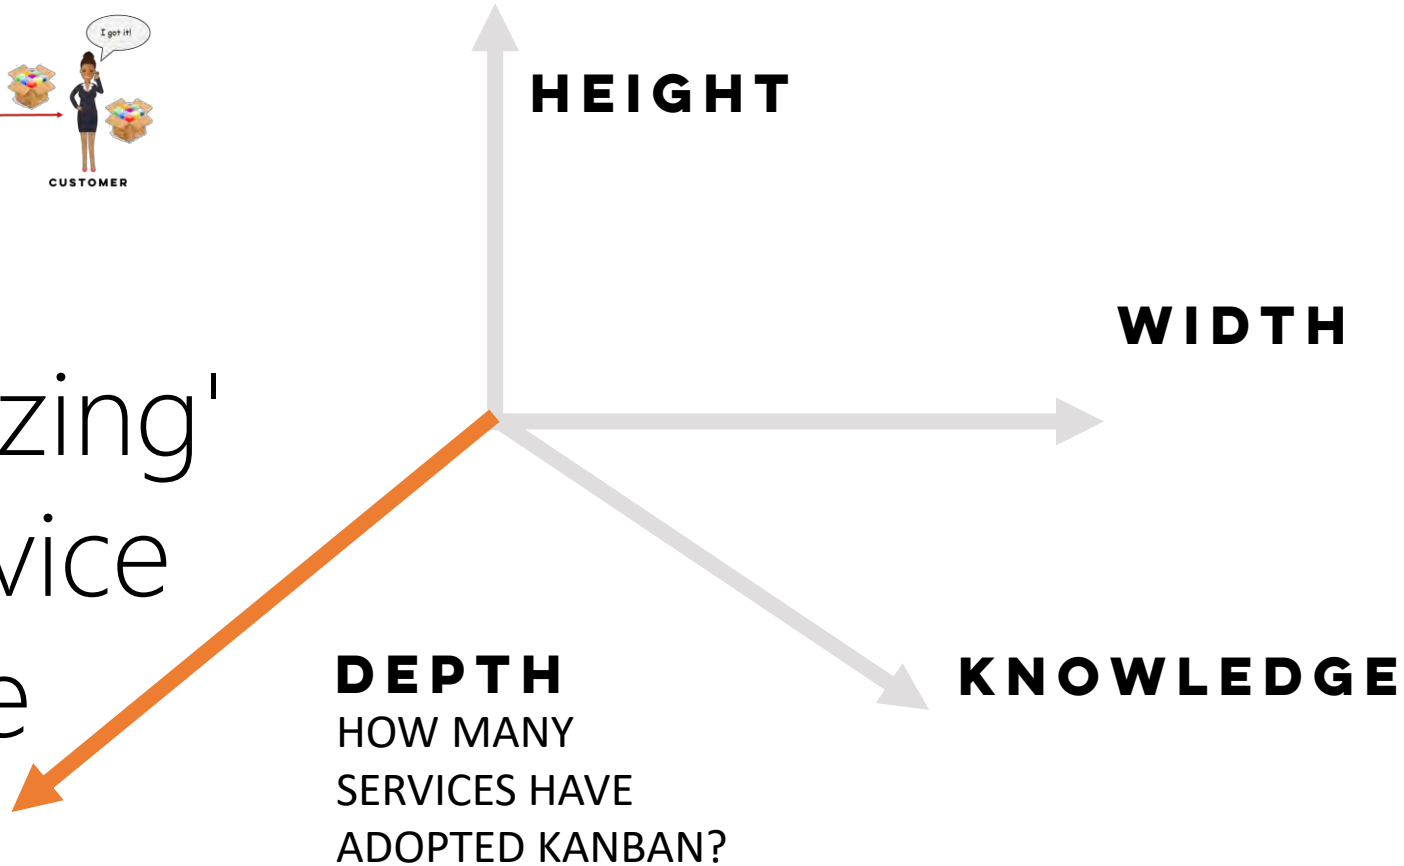 I got it!
CUSTOMER
HEIGHT
WIDTH
zing'
vice
e
DEPTH
HOW MANY
SERVICES HAVE
ADOPTED KANBAN?
KNOWLEDGE